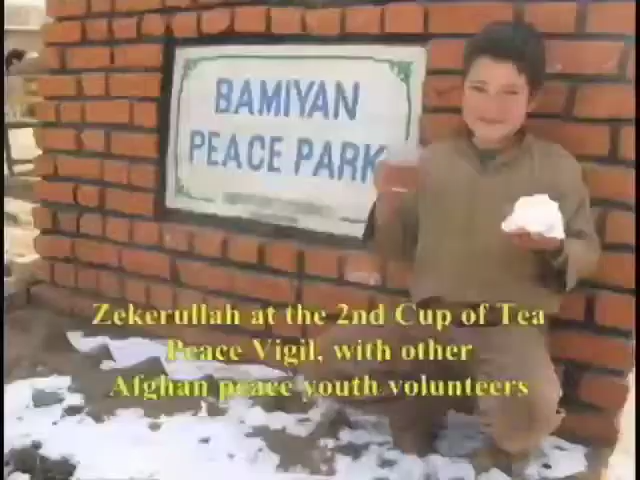 BAMIYAN
PEACE PARK
Zekerullah at the 2nd Cup of Tea
Peace Vigil, with other
Afghan peace youth volunteers